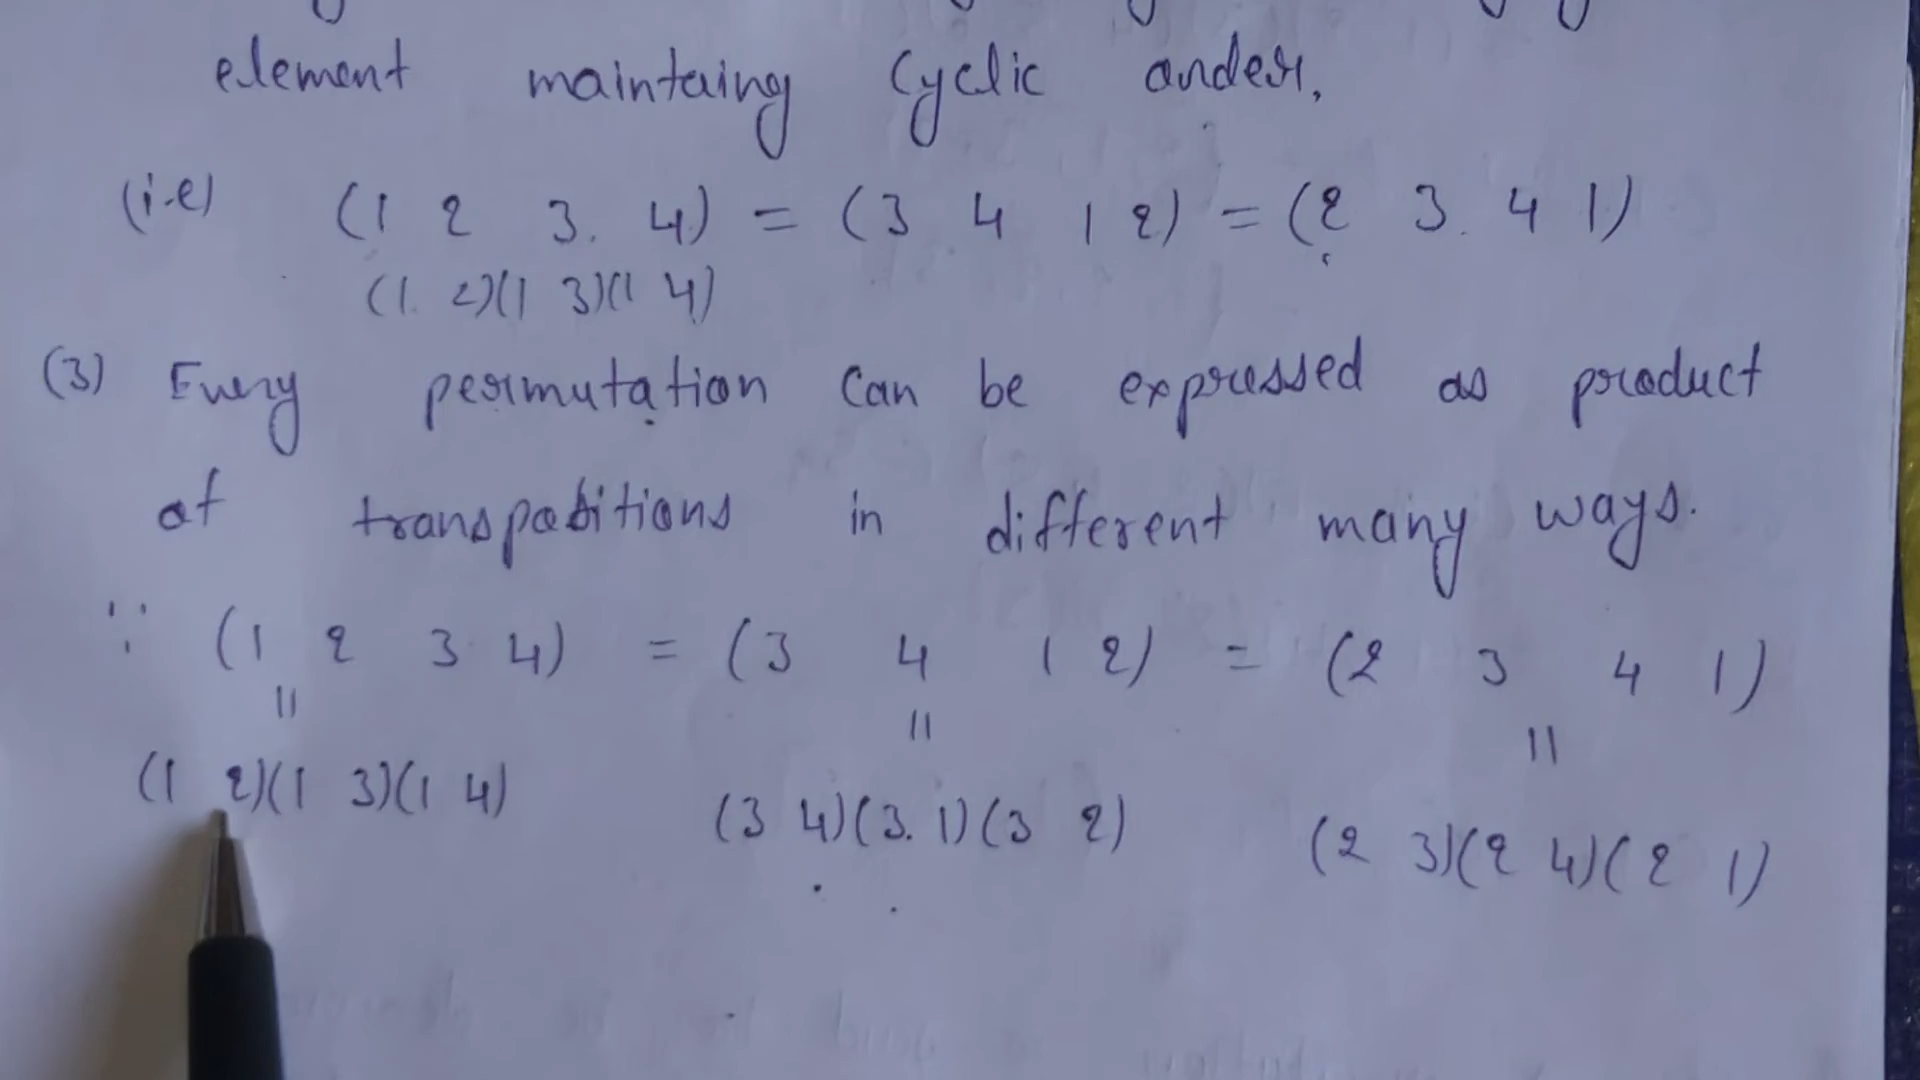 element maintaing Cyclic order,
(i.e) (1 2 3. 4) = (3 4 1 2) = (2 3. 4 1)
(1. 2)(1 3)(1 4)
(3) Every permutation Can be expressed as product
of transpositions in different many ways.
∵ (1 2 3 4) = (3 4 1 2) = (2 3 4 1)
|| || ||
(1 2)(1 3)(1 4) (3 4)(3. 1)(3 2) (2 3)(2 4)(2 1)